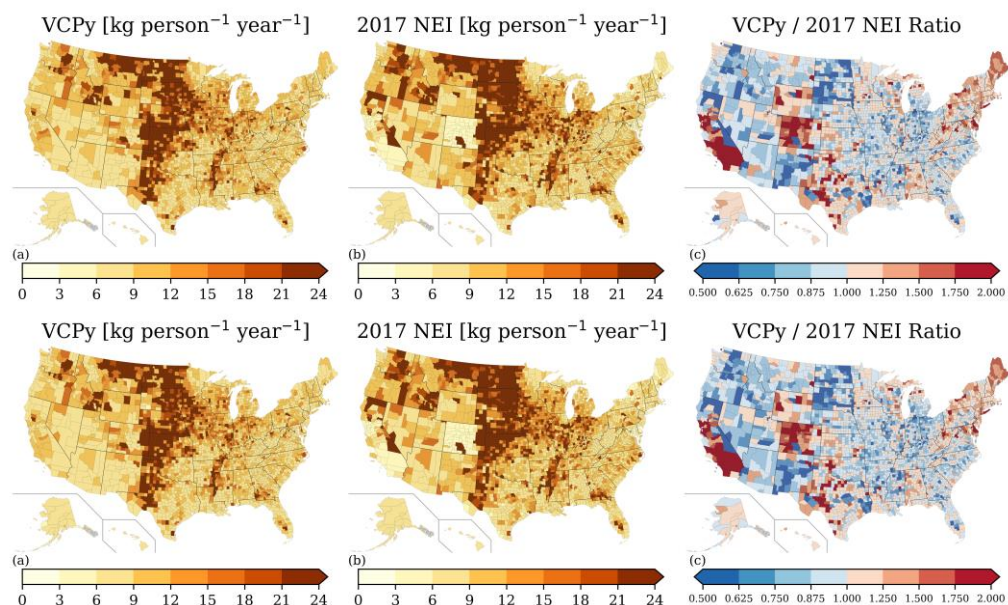 VCPy [kg person⁻¹ year⁻¹] 2017 NEI [kg person⁻¹ year⁻¹] VCPy / 2017 NEI Ratio
(a) (b) (c)
0 3 6 9 12 15 18 21 24 0 3 6 9 12 15 18 21 24 0.500 0.625 0.750 0.875 1.000 1.250 1.500 1.750 2.000
VCPy [kg person⁻¹ year⁻¹] 2017 NEI [kg person⁻¹ year⁻¹] VCPy / 2017 NEI Ratio
(a) (b) (c)
0 3 6 9 12 15 18 21 24 0 3 6 9 12 15 18 21 24 0.500 0.625 0.750 0.875 1.000 1.250 1.500 1.750 2.000